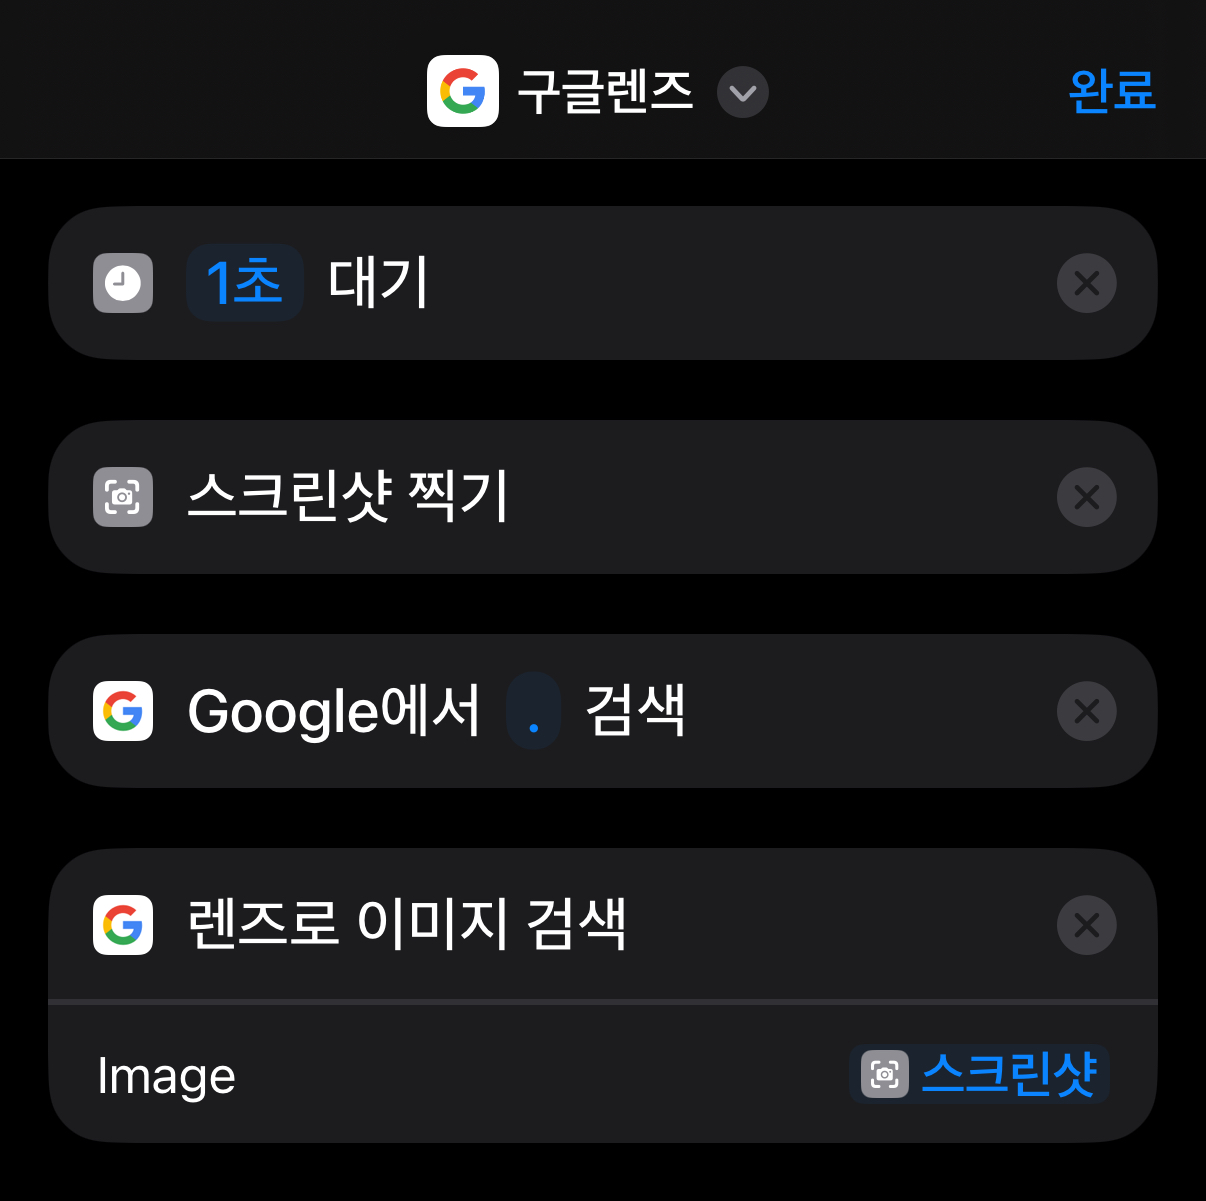 구글렌즈
완료
1초 대기
스크린샷 찍기
Google에서 . 검색
렌즈로 이미지 검색
Image 스크린샷